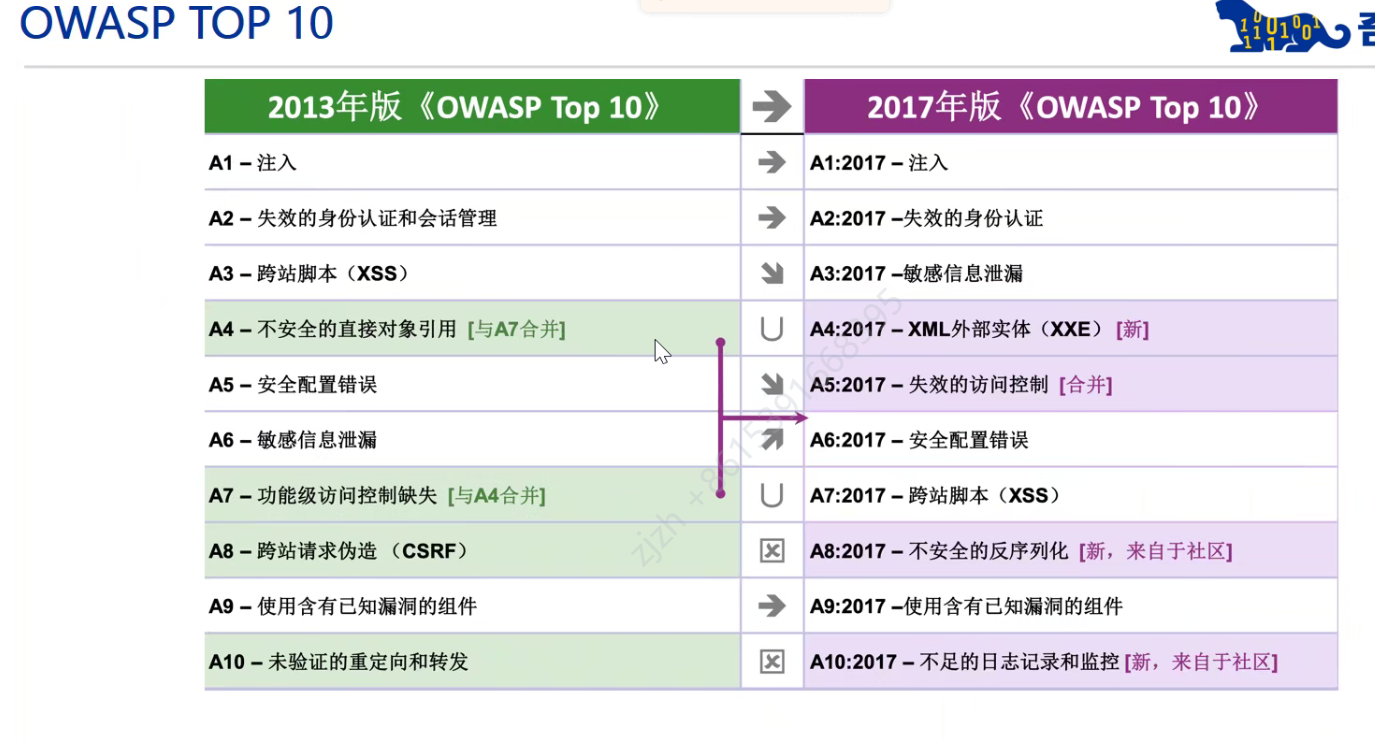 OWASP TOP 10
2013年版《OWASP Top 10》
2017年版《OWASP Top 10》
A1 – 注入
A1:2017 – 注入
A2 – 失效的身份认证和会话管理
A2:2017 –失效的身份认证
A3 – 跨站脚本（XSS）
A3:2017 –敏感信息泄漏
A4 – 不安全的直接对象引用 [与A7合并]
A4:2017 – XML外部实体（XXE） [新]
A5 – 安全配置错误
A5:2017 – 失效的访问控制 [合并]
A6 – 敏感信息泄漏
A6:2017 – 安全配置错误
A7 – 功能级访问控制缺失 [与A4合并]
A7:2017 – 跨站脚本（XSS）
A8 – 跨站请求伪造 （CSRF）
A8:2017 – 不安全的反序列化 [新，来自于社区]
A9 – 使用含有已知漏洞的组件
A9:2017 –使用含有已知漏洞的组件
A10 – 未验证的重定向和转发
A10:2017 – 不足的日志记录和监控 [新，来自于社区]